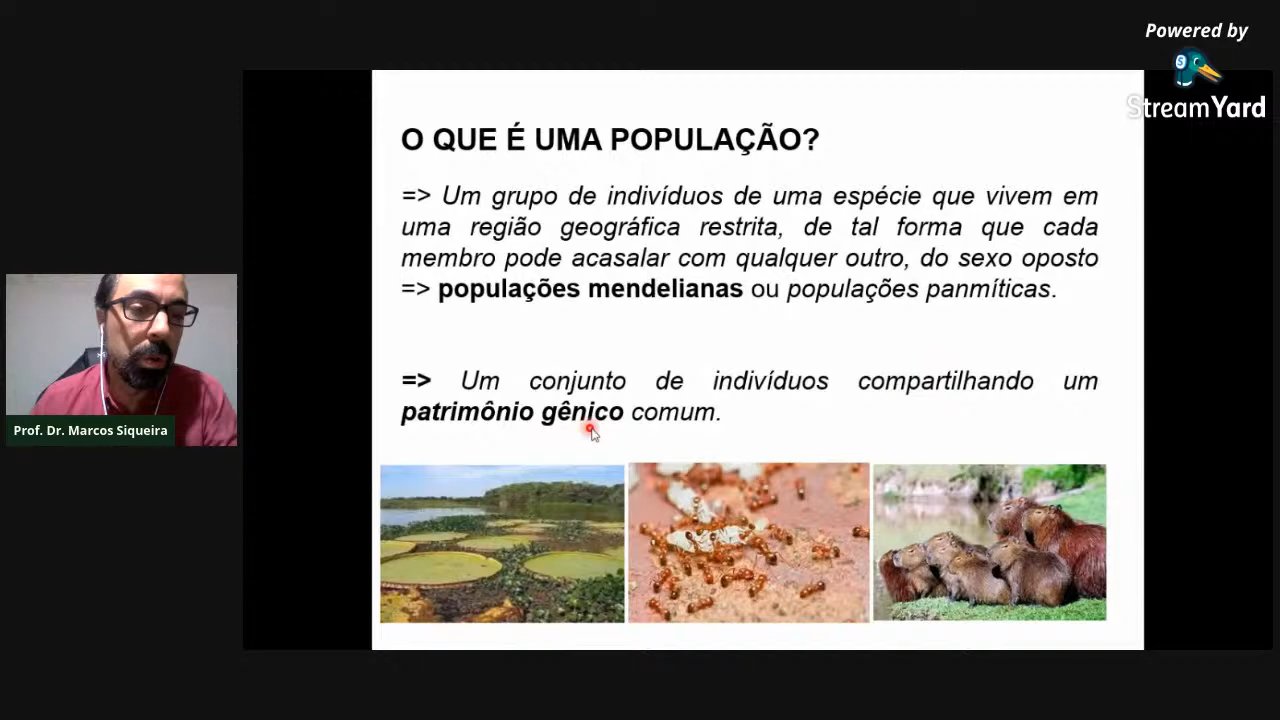 Powered by
StreamYard
O QUE É UMA POPULAÇÃO?
=> Um grupo de indivíduos de uma espécie que vivem em
uma região geográfica restrita, de tal forma que cada
membro pode acasalar com qualquer outro, do sexo oposto
=> populações mendelianas ou populações panmíticas.
=> Um conjunto de indivíduos compartilhando um
patrimônio gênico comum.
Prof. Dr. Marcos Siqueira